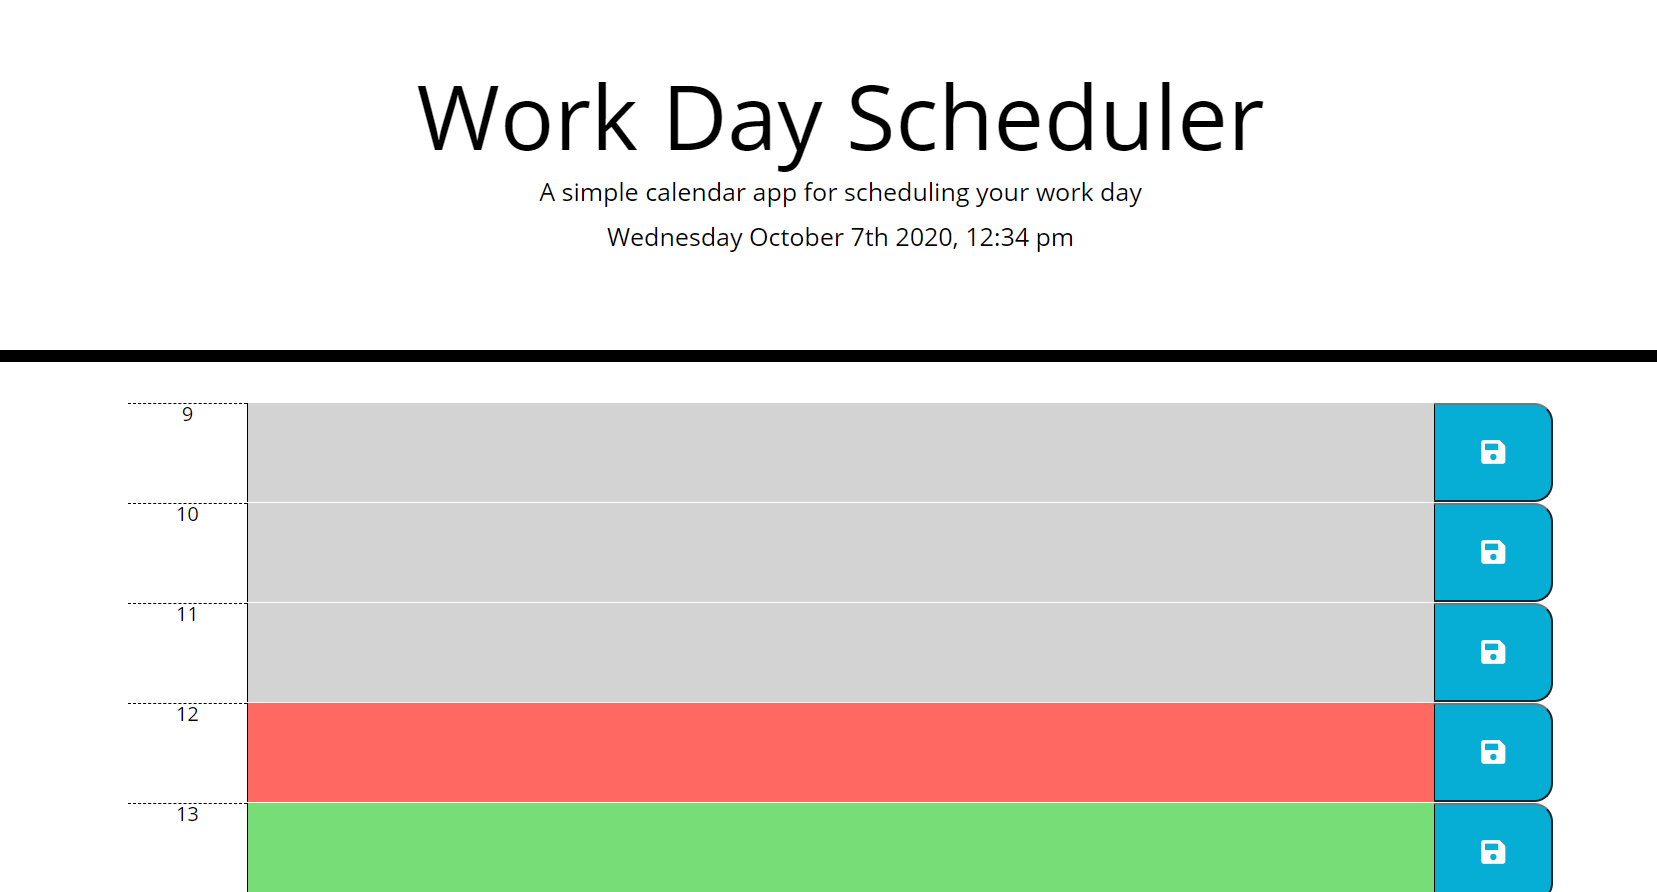 Work Day Scheduler
A simple calendar app for scheduling your work day
Wednesday October 7th 2020, 12:34 pm
9
10
11
12
13